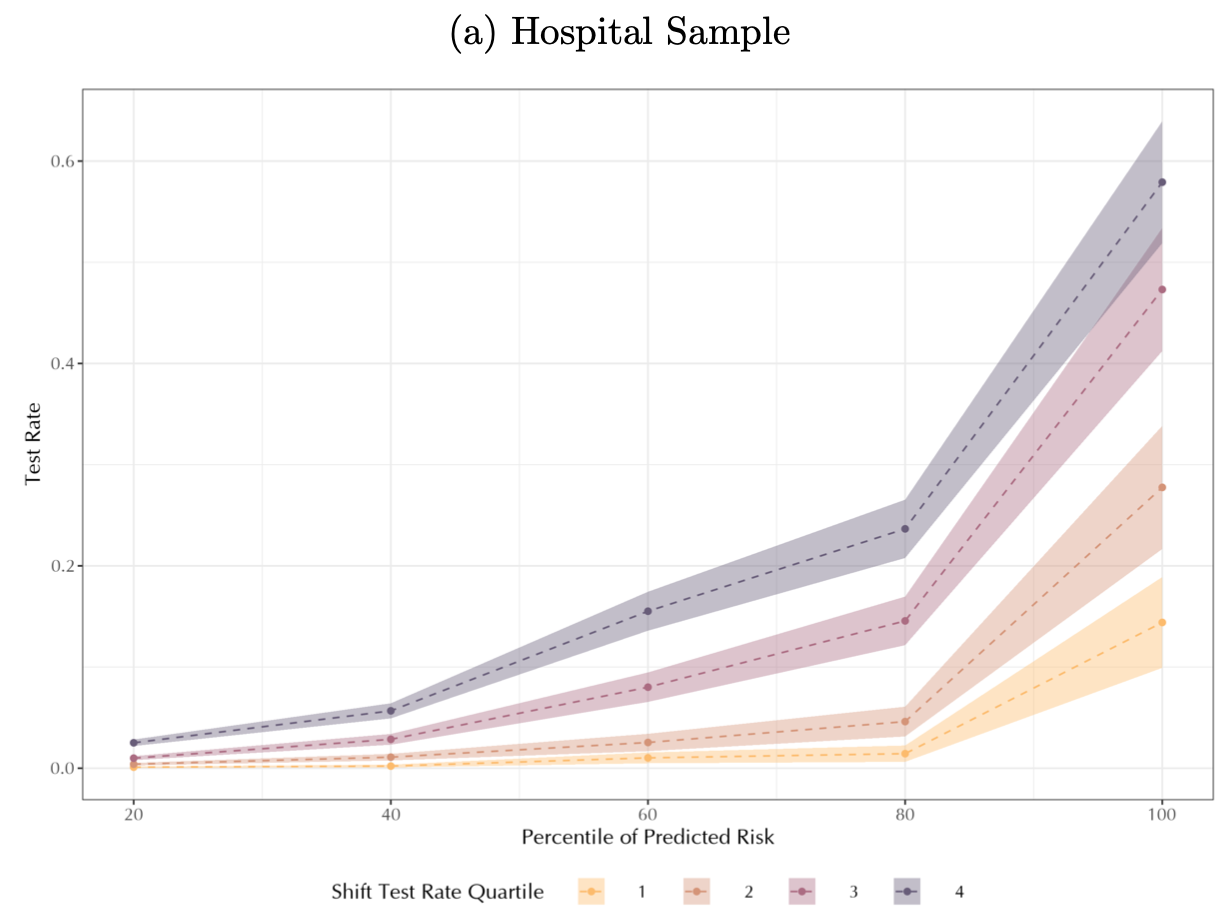 (a) Hospital Sample
0.6
0.4
0.2
0.0
Test Rate
20 40 60 80 100
Percentile of Predicted Risk
Shift Test Rate Quartile 1 2 3 4